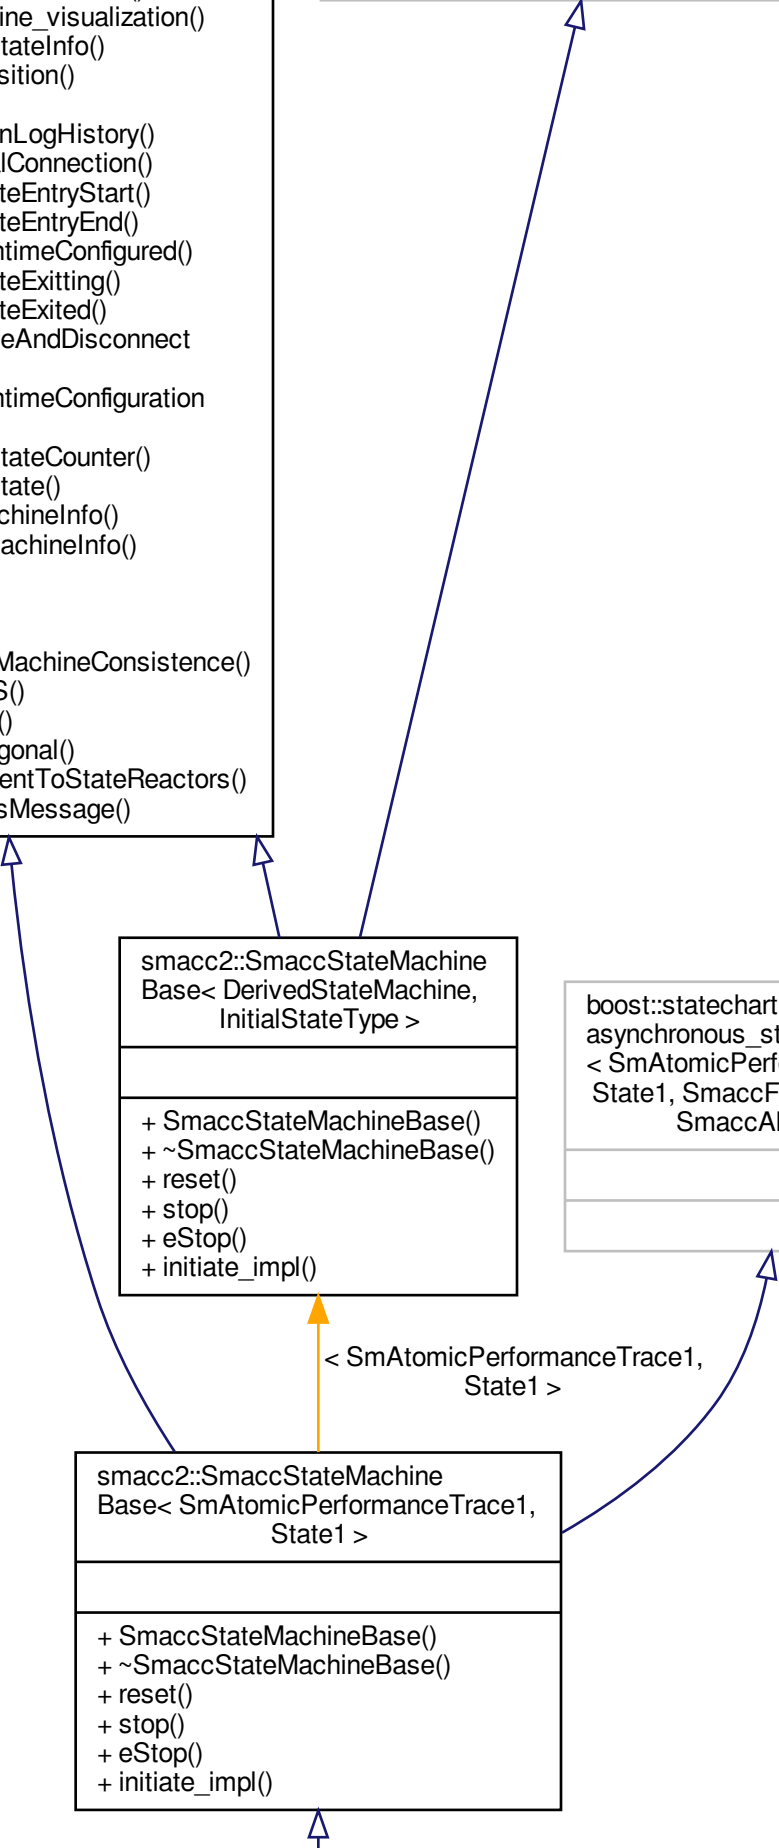 ine_visualization()
tateInfo()
sition()
nLogHistory()
lConnection()
teEntryStart()
teEntryEnd()
ntimeConfigured()
teExitting()
teExited()
eAndDisconnect
ntimeConfiguration
tateCounter()
tate()
chineInfo()
achineInfo()
MachineConsistence()
S()
()
gonal()
entToStateReactors()
sMessage()
smacc2::SmaccStateMachine
Base< DerivedStateMachine,
InitialStateType >
+ SmaccStateMachineBase()
+ ~SmaccStateMachineBase()
+ reset()
+ stop()
+ eStop()
+ initiate_impl()
boost::statechart
asynchronous_st
< SmAtomicPerf
State1, SmaccF
SmaccAl
< SmAtomicPerformanceTrace1,
State1 >
smacc2::SmaccStateMachine
Base< SmAtomicPerformanceTrace1,
State1 >
+ SmaccStateMachineBase()
+ ~SmaccStateMachineBase()
+ reset()
+ stop()
+ eStop()
+ initiate_impl()